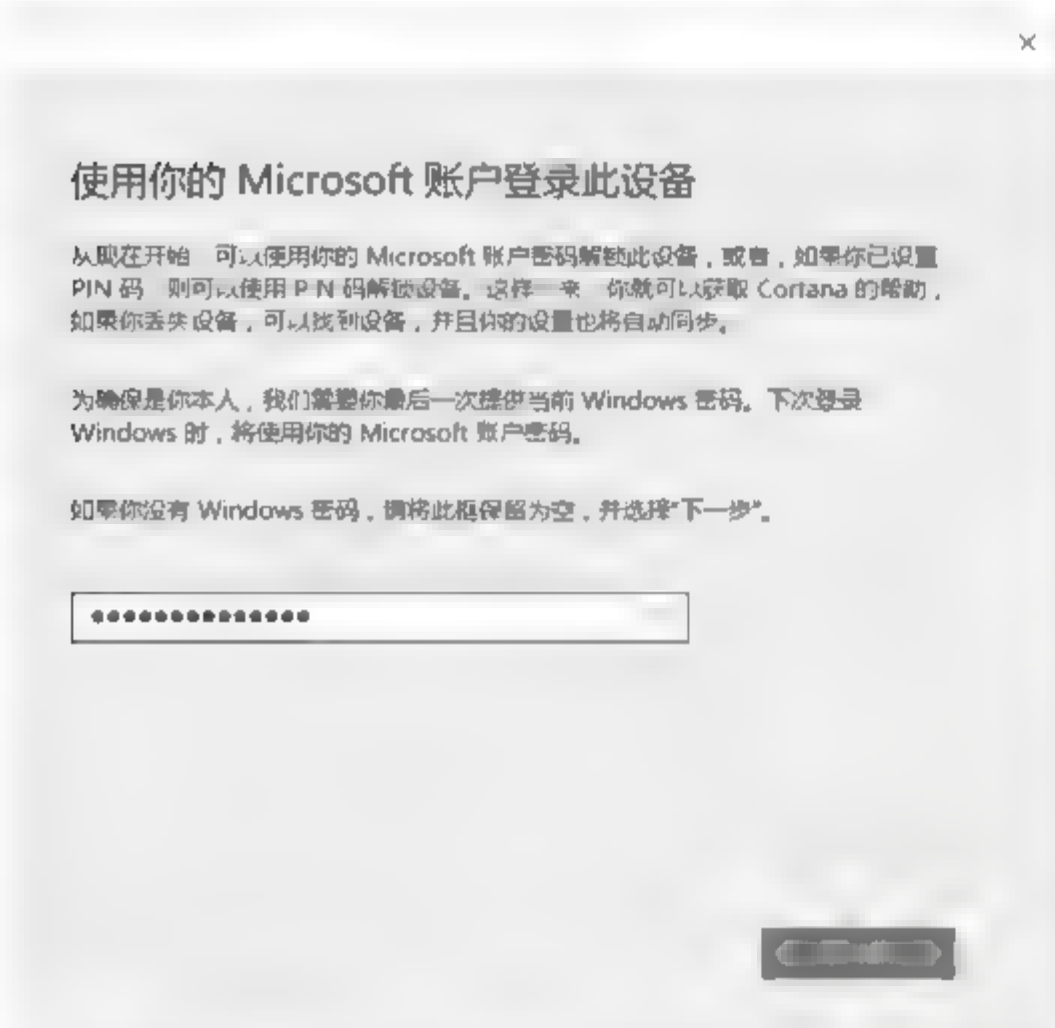 使用你的 Microsoft 账户登录此设备
从现在开始，可以使用你的 Microsoft 账户密码解锁此设备，或者，如果你已设置
PIN 码，则可以使用 PIN 码解锁设备。这样一来，你就可以获取 Cortana 的帮助，
如果你丢失设备，可以找到设备，并且你的设置也将自动同步。
为确保是你本人，我们需要你最后一次提供当前 Windows 密码。下次登录
Windows 时，将使用你的 Microsoft 账户密码。
如果你没有 Windows 密码，请将此框保留为空，并选择“下一步”。